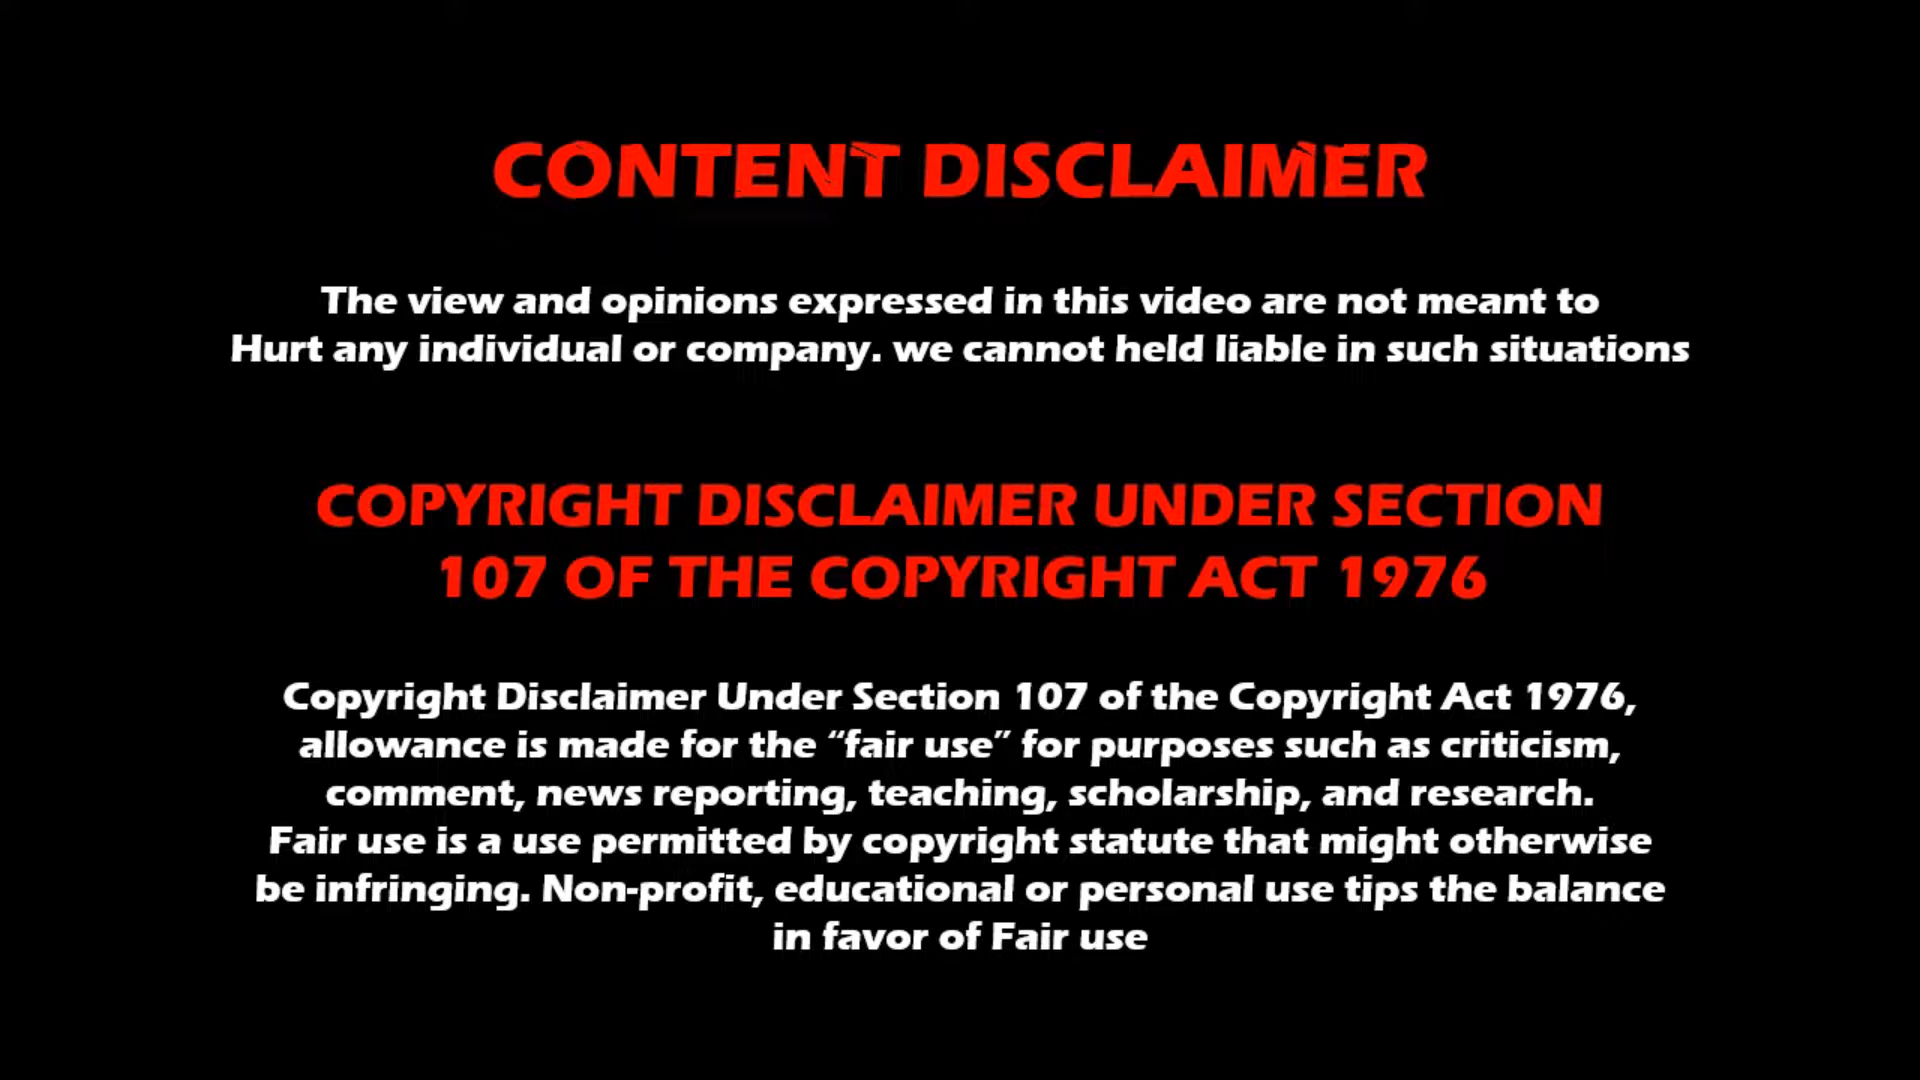 CONTENT DISCLAIMER
The view and opinions expressed in this video are not meant to
Hurt any individual or company. we cannot held liable in such situations
COPYRIGHT DISCLAIMER UNDER SECTION
107 OF THE COPYRIGHT ACT 1976
Copyright Disclaimer Under Section 107 of the Copyright Act 1976,
allowance is made for the “fair use” for purposes such as criticism,
comment, news reporting, teaching, scholarship, and research.
Fair use is a use permitted by copyright statute that might otherwise
be infringing. Non-profit, educational or personal use tips the balance
in favor of Fair use